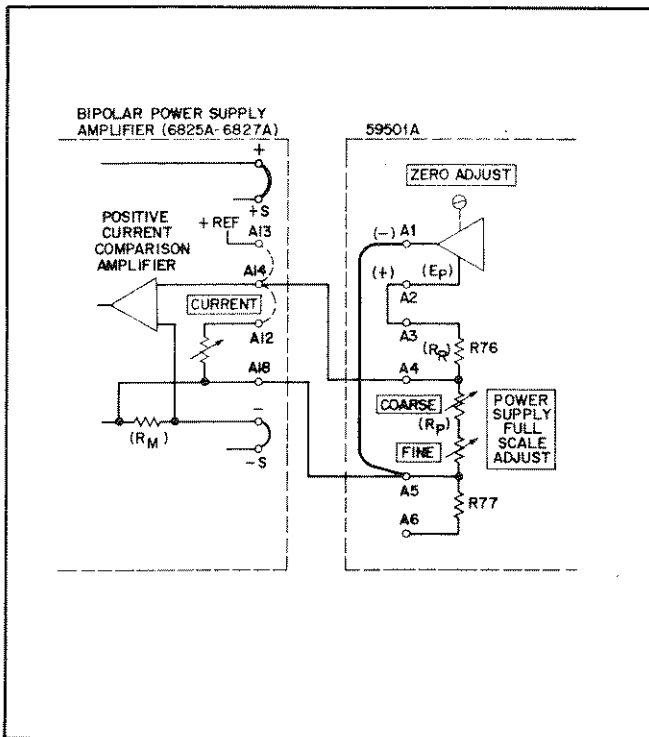 BIPOLAR POWER SUPPLY
AMPLIFIER (6825A-6827A)
+
+S
+ REF
A13
POSITIVE
CURRENT
COMPARISON
AMPLIFIER
A14
CURRENT
A12
A18
(RM)
-
-S
59501A
ZERO ADJUST
(-) A1
(+)
(EP)
A2
A3
(RR)
R76
A4
COARSE
(RP)
FINE
POWER
SUPPLY
FULL
SCALE
ADJUST
A5
R77
A6